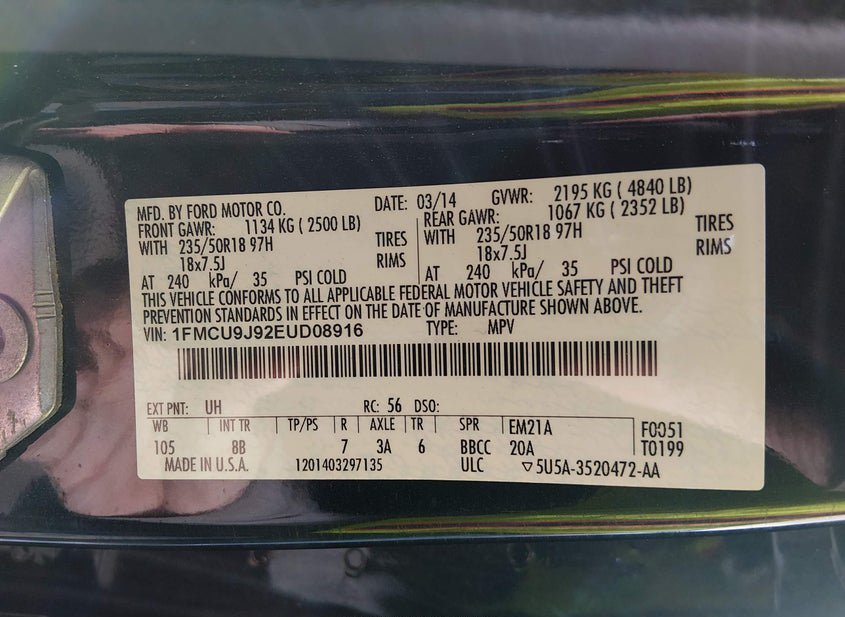 MFD. BY FORD MOTOR CO. DATE: 03/14 GVWR: 2195 KG ( 4840 LB)
FRONT GAWR: 1134 KG ( 2500 LB) REAR GAWR: 1067 KG ( 2352 LB)
WITH 235/50R18 97H TIRES WITH 235/50R18 97H TIRES
18x7.5J RIMS 18x7.5J RIMS
AT 240 kPa/ 35 PSI COLD AT 240 kPa/ 35 PSI COLD
THIS VEHICLE CONFORMS TO ALL APPLICABLE FEDERAL MOTOR VEHICLE SAFETY AND THEFT
PREVENTION STANDARDS IN EFFECT ON THE DATE OF MANUFACTURE SHOWN ABOVE.
VIN: 1FMCU9J92EUD08916 TYPE: MPV
EXT PNT: UH RC: 56 DSO:
WB INT TR TP/PS R AXLE TR SPR EM21A F0051
105 8B 7 3A 6 BBCC 20A T0199
MADE IN U.S.A. 1201403297135 ULC ▽5U5A-3520472-AA